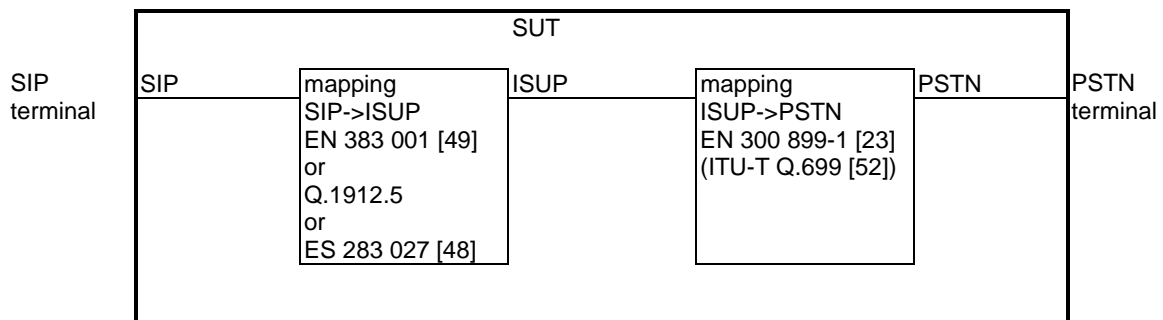 SUT
SIP
terminal
SIP
mapping
SIP->ISUP
EN 383 001 [49]
or
Q.1912.5
or
ES 283 027 [48]
ISUP
mapping
ISUP->PSTN
EN 300 899-1 [23]
(ITU-T Q.699 [52])
PSTN
PSTN
terminal